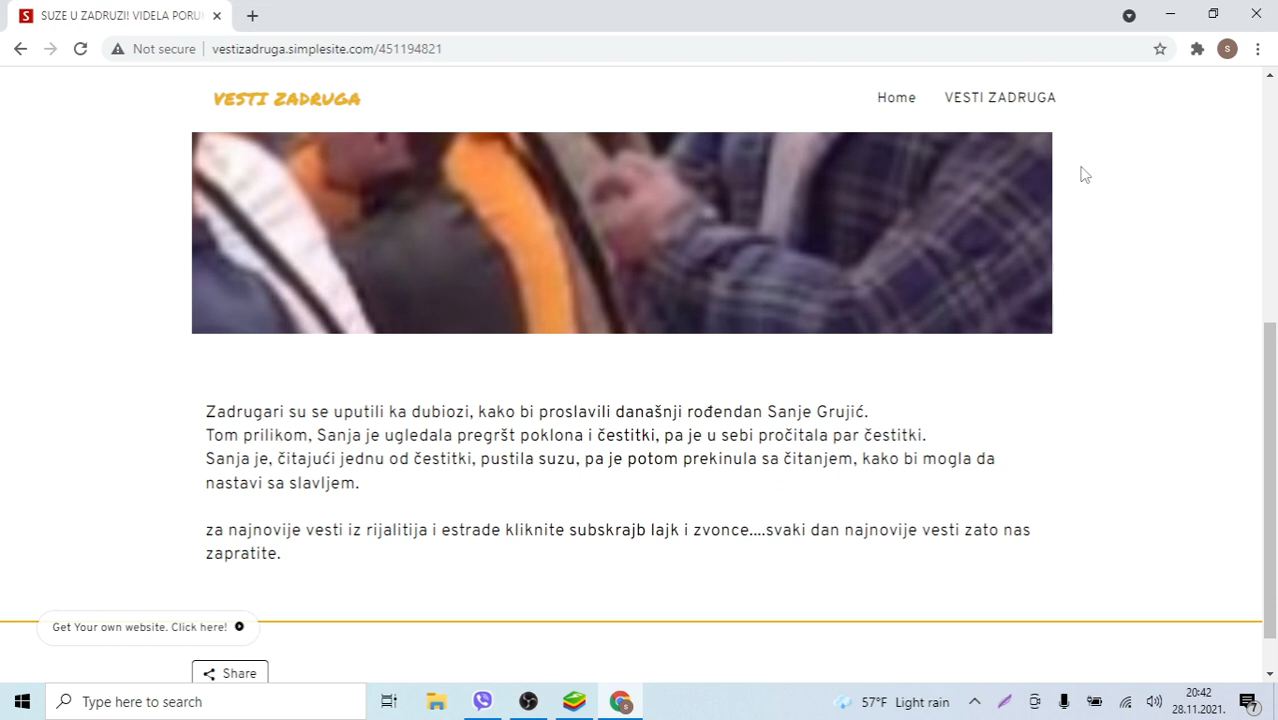 SUZE U ZADRUZI! VIDELA PORU
Not secure
vestizadruga.simplesite.com/451194821
S
VESTI ZADRUGA
Home
VESTI ZADRUGA
Zadrugari su se uputili ka dubiozi, kako bi proslavili današnji rođendan Sanje Grujić.
Tom prilikom, Sanja je ugledala pregršt poklona i čestitki, pa je u sebi pročitala par čestitki.
Sanja je, čitajući jednu od čestitki, pustila suzu, pa je potom prekinula sa čitanjem, kako bi mogla da
nastavi sa slavljem.
za najnovije vesti iz rijalitija i estrade kliknite subskrajb lajk i zvonce....svaki dan najnovije vesti zato nas
zapratite.
Get Your own website. Click here!
Share
Type here to search
57°F Light rain
20:42
28.11.2021.
7